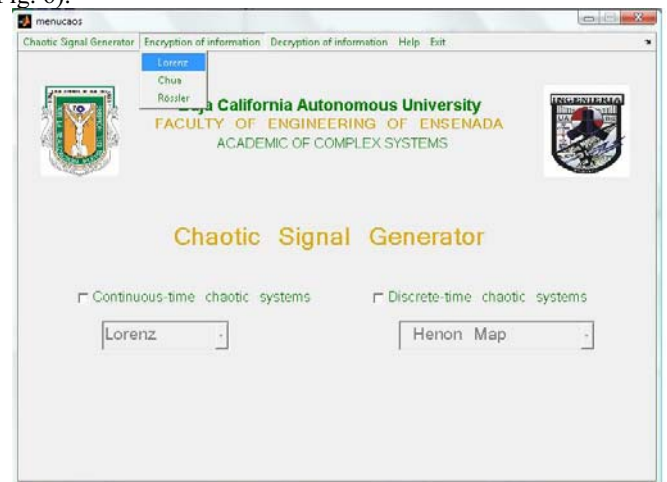 Fig. 6).
menucaos
Chaotic Signal Generator Encryption of information Decryption of information Help Exit
Lorenz
Chua
Rössler
California Autonomous University
FACULTY OF ENGINEERING OF ENSENADA
ACADEMIC OF COMPLEX SYSTEMS
INGENIERIA
Chaotic Signal Generator
Continuous-time chaotic systems Discrete-time chaotic systems
Lorenz Henon Map